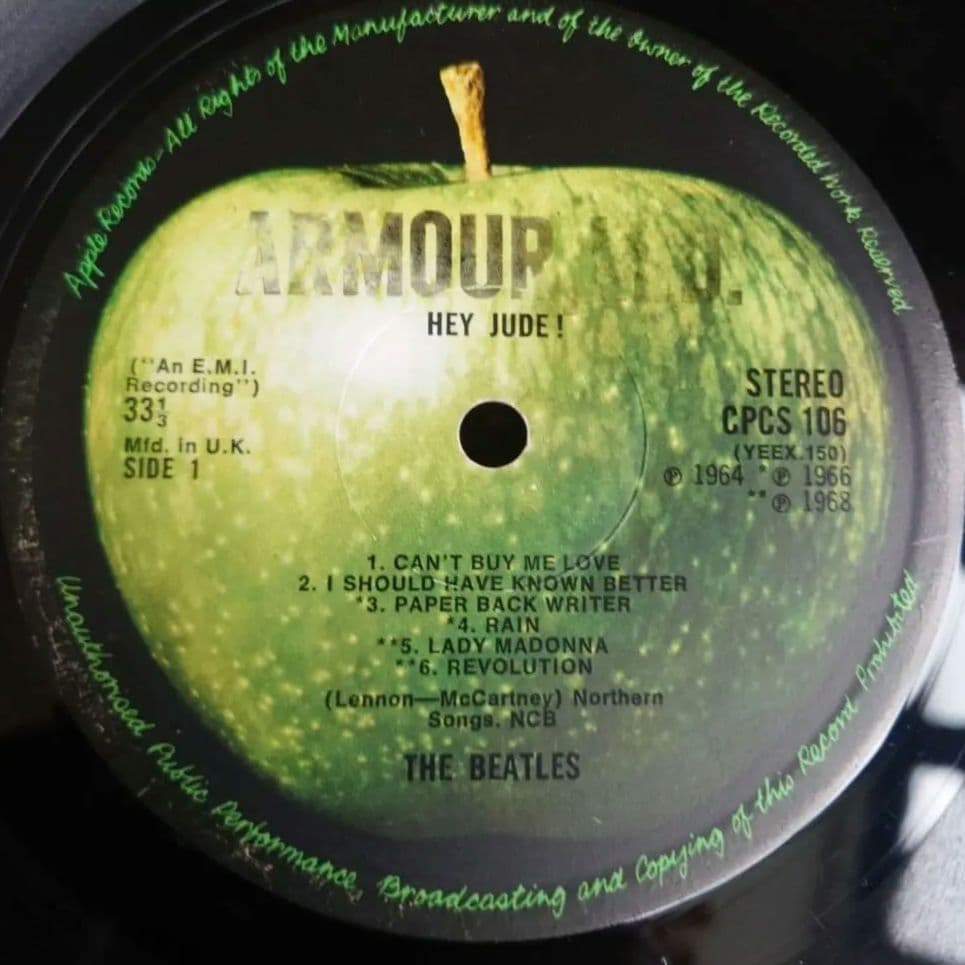 Apple Records - All Rights of the Manufacturer and of the Owner of the Recorded Work Reserved
ARMOUR
HEY JUDE!
("An E.M.I.
Recording")
33⅓
Mfd. in U.K.
SIDE 1
STEREO
CPCS 106
(YEEX.150)
℗ 1964 *℗ 1966
**℗ 1968
1. CAN'T BUY ME LOVE
2. I SHOULD HAVE KNOWN BETTER
*3. PAPER BACK WRITER
*4. RAIN
**5. LADY MADONNA
**6. REVOLUTION
(Lennon—McCartney) Northern
Songs. NCB
THE BEATLES
Unauthorised Public Performance, Broadcasting and Copying of this Record Prohibited